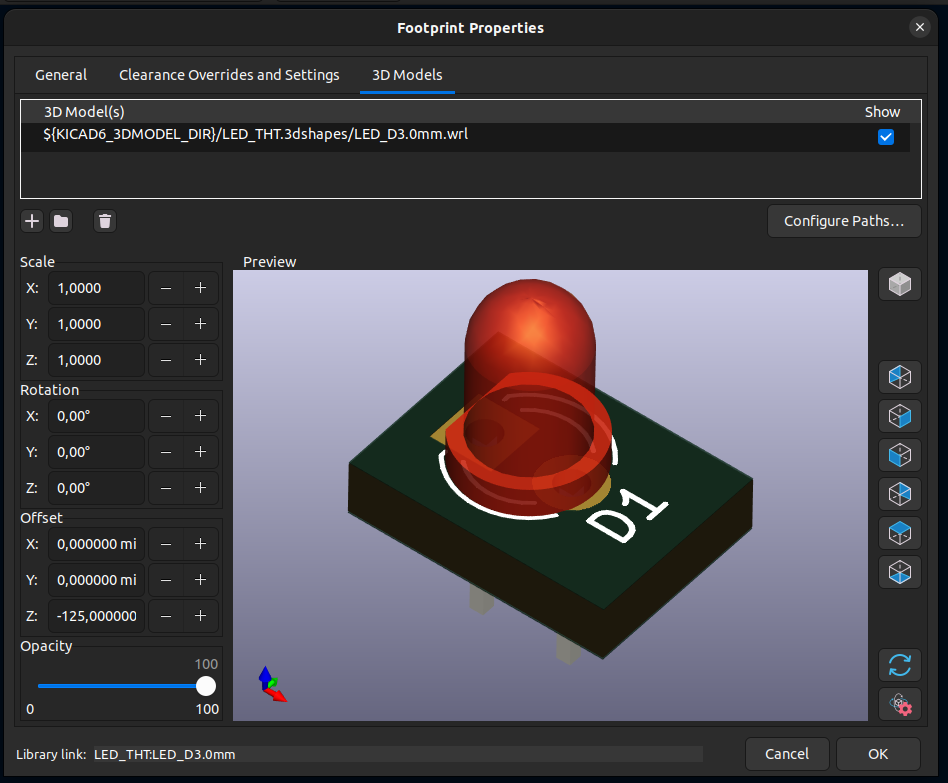 Footprint Properties
General
Clearance Overrides and Settings
3D Models
3D Model(s)
Show
${KICAD6_3DMODEL_DIR}/LED_THT.3dshapes/LED_D3.0mm.wrl
Configure Paths...
Scale
Preview
X: 1,0000
Y: 1,0000
Z: 1,0000
Rotation
X: 0,00°
Y: 0,00°
Z: 0,00°
Offset
X: 0,000000 mi
Y: 0,000000 mi
Z: -125,000000
Opacity
100
0
100
D1
Library link: LED_THT:LED_D3.0mm
Cancel
OK